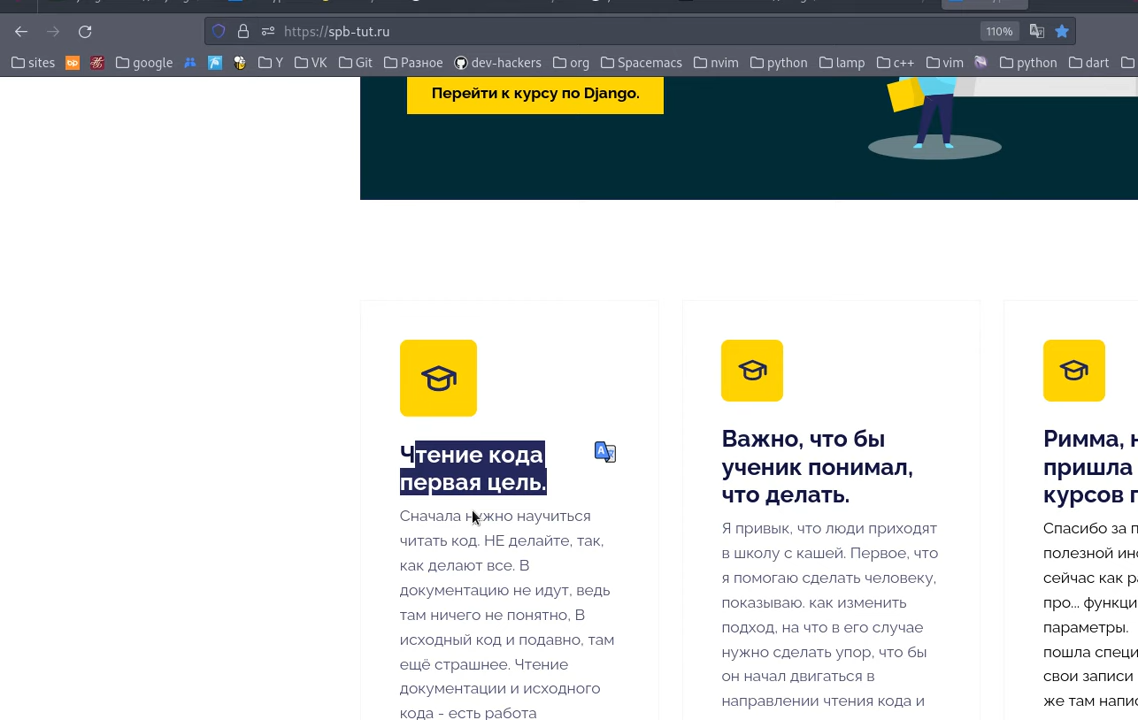 https://spb-tut.ru
110%
sites
google
Y
VK
Git
Разное
dev-hackers
org
Spacemacs
nvim
python
lamp
c++
vim
python
dart
Перейти к курсу по Django.
Чтение кода
первая цель.
Сначала нужно научиться
читать код. НЕ делайте, так,
как делают все. В
документацию не идут, ведь
там ничего не понятно, В
исходный код и подавно, там
ещё страшнее. Чтение
документации и исходного
кода - есть работа
Важно, что бы
ученик понимал,
что делать.
Я привык, что люди приходят
в школу с кашей. Первое, что
я помогаю сделать человеку,
показываю. как изменить
подход, на что в его случае
нужно сделать упор, что бы
он начал двигаться в
направлении чтения кода и
Римма,
пришла
курсов
Спасибо за
полезной
сейчас как
про...
параметры.
пошла
свои записи
же там